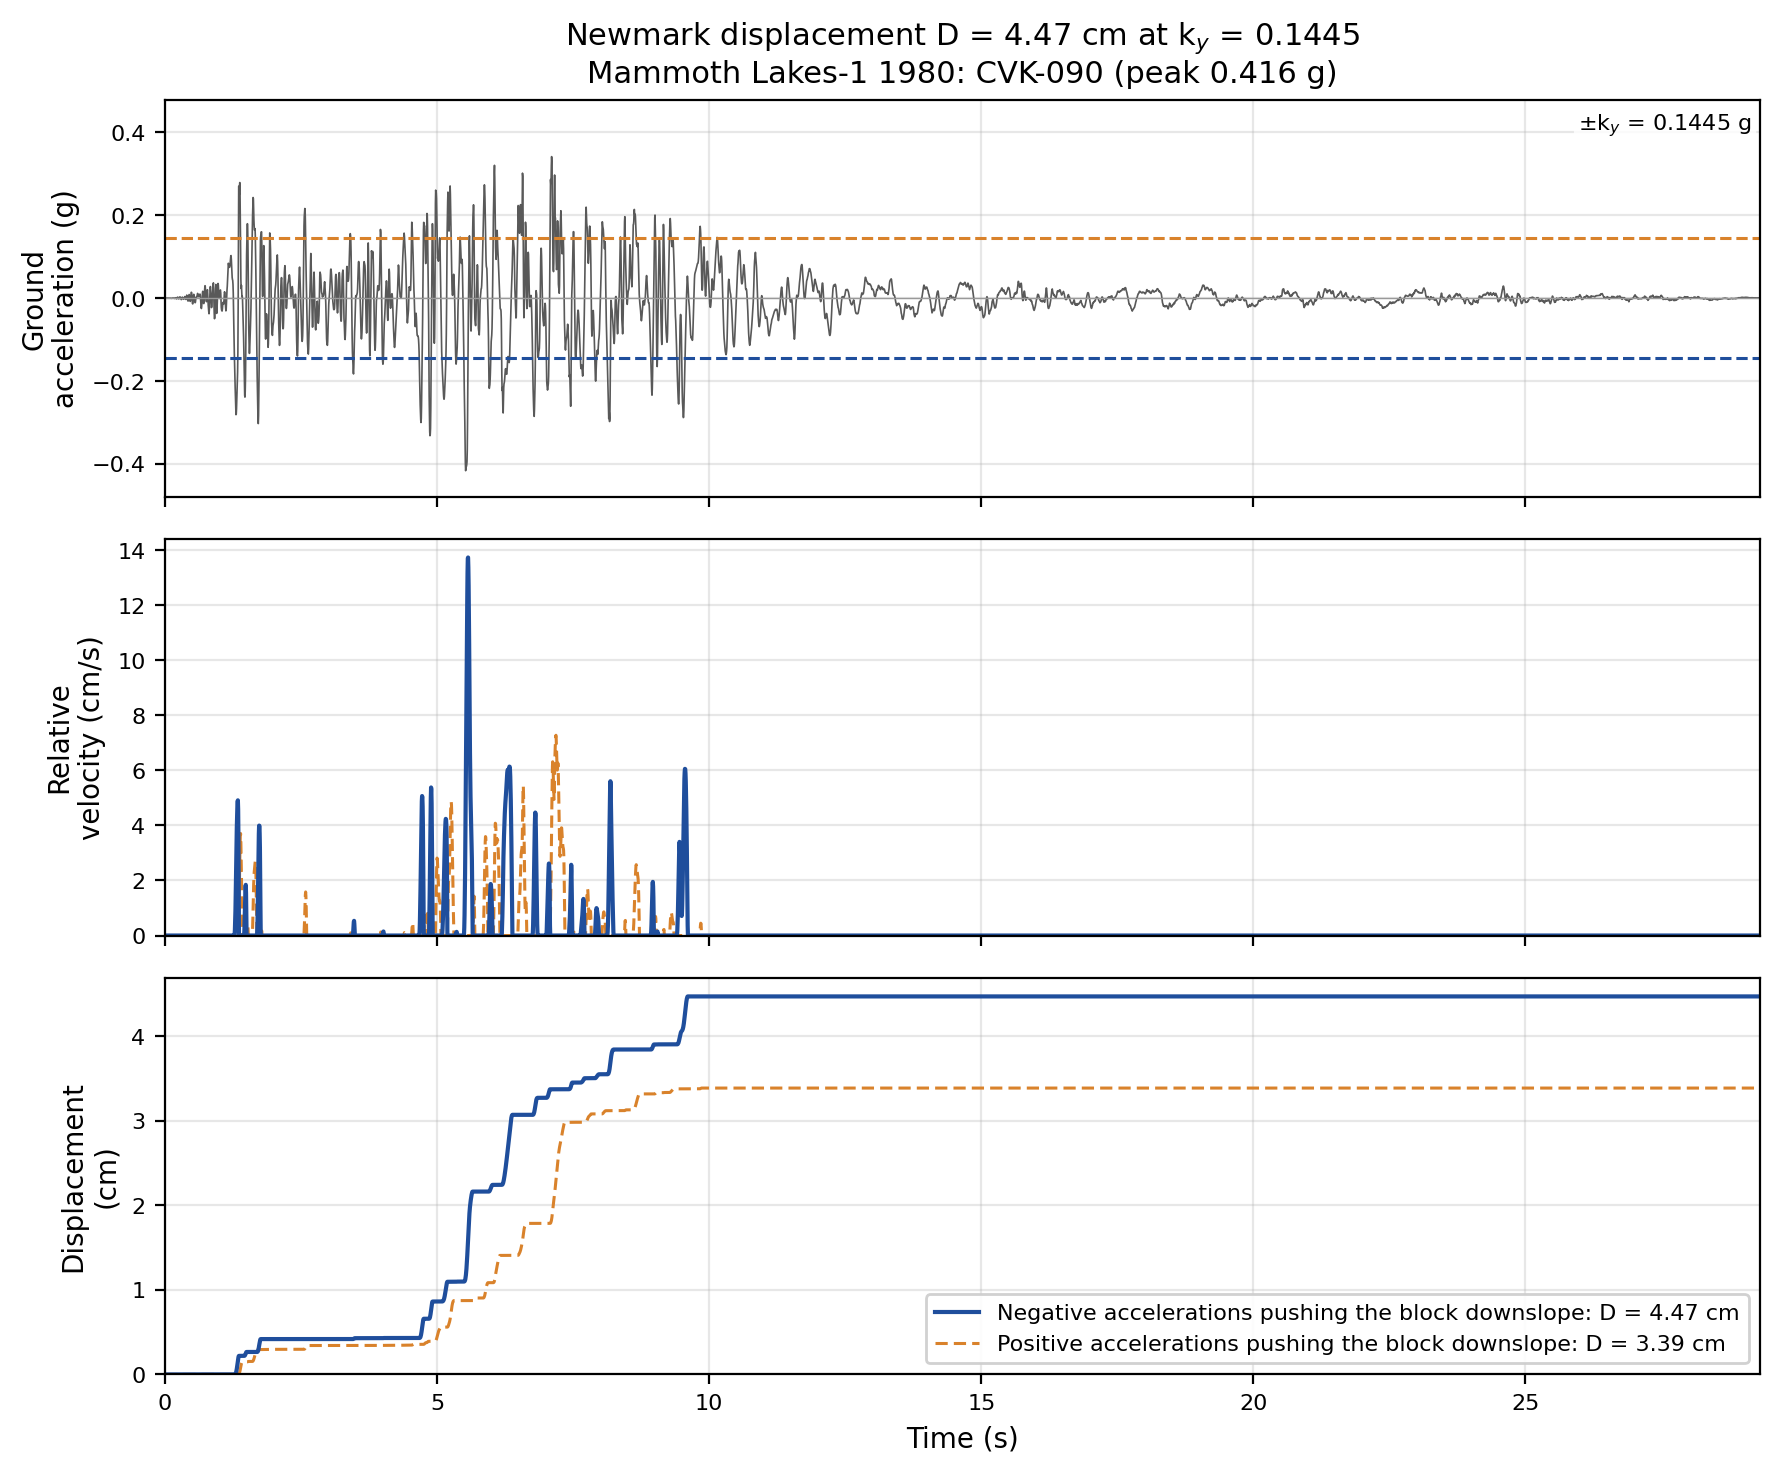 Newmark displacement D = 4.47 cm at k_y = 0.1445
Mammoth Lakes-1 1980: CVK-090 (peak 0.416 g)
Ground
acceleration (g)
0.4
0.2
0.0
−0.2
−0.4
±k_y = 0.1445 g
Relative
velocity (cm/s)
14
12
10
8
6
4
2
0
Displacement
(cm)
4
3
2
1
0
Negative accelerations pushing the block downslope: D = 4.47 cm
Positive accelerations pushing the block downslope: D = 3.39 cm
0 5 10 15 20 25
Time (s)